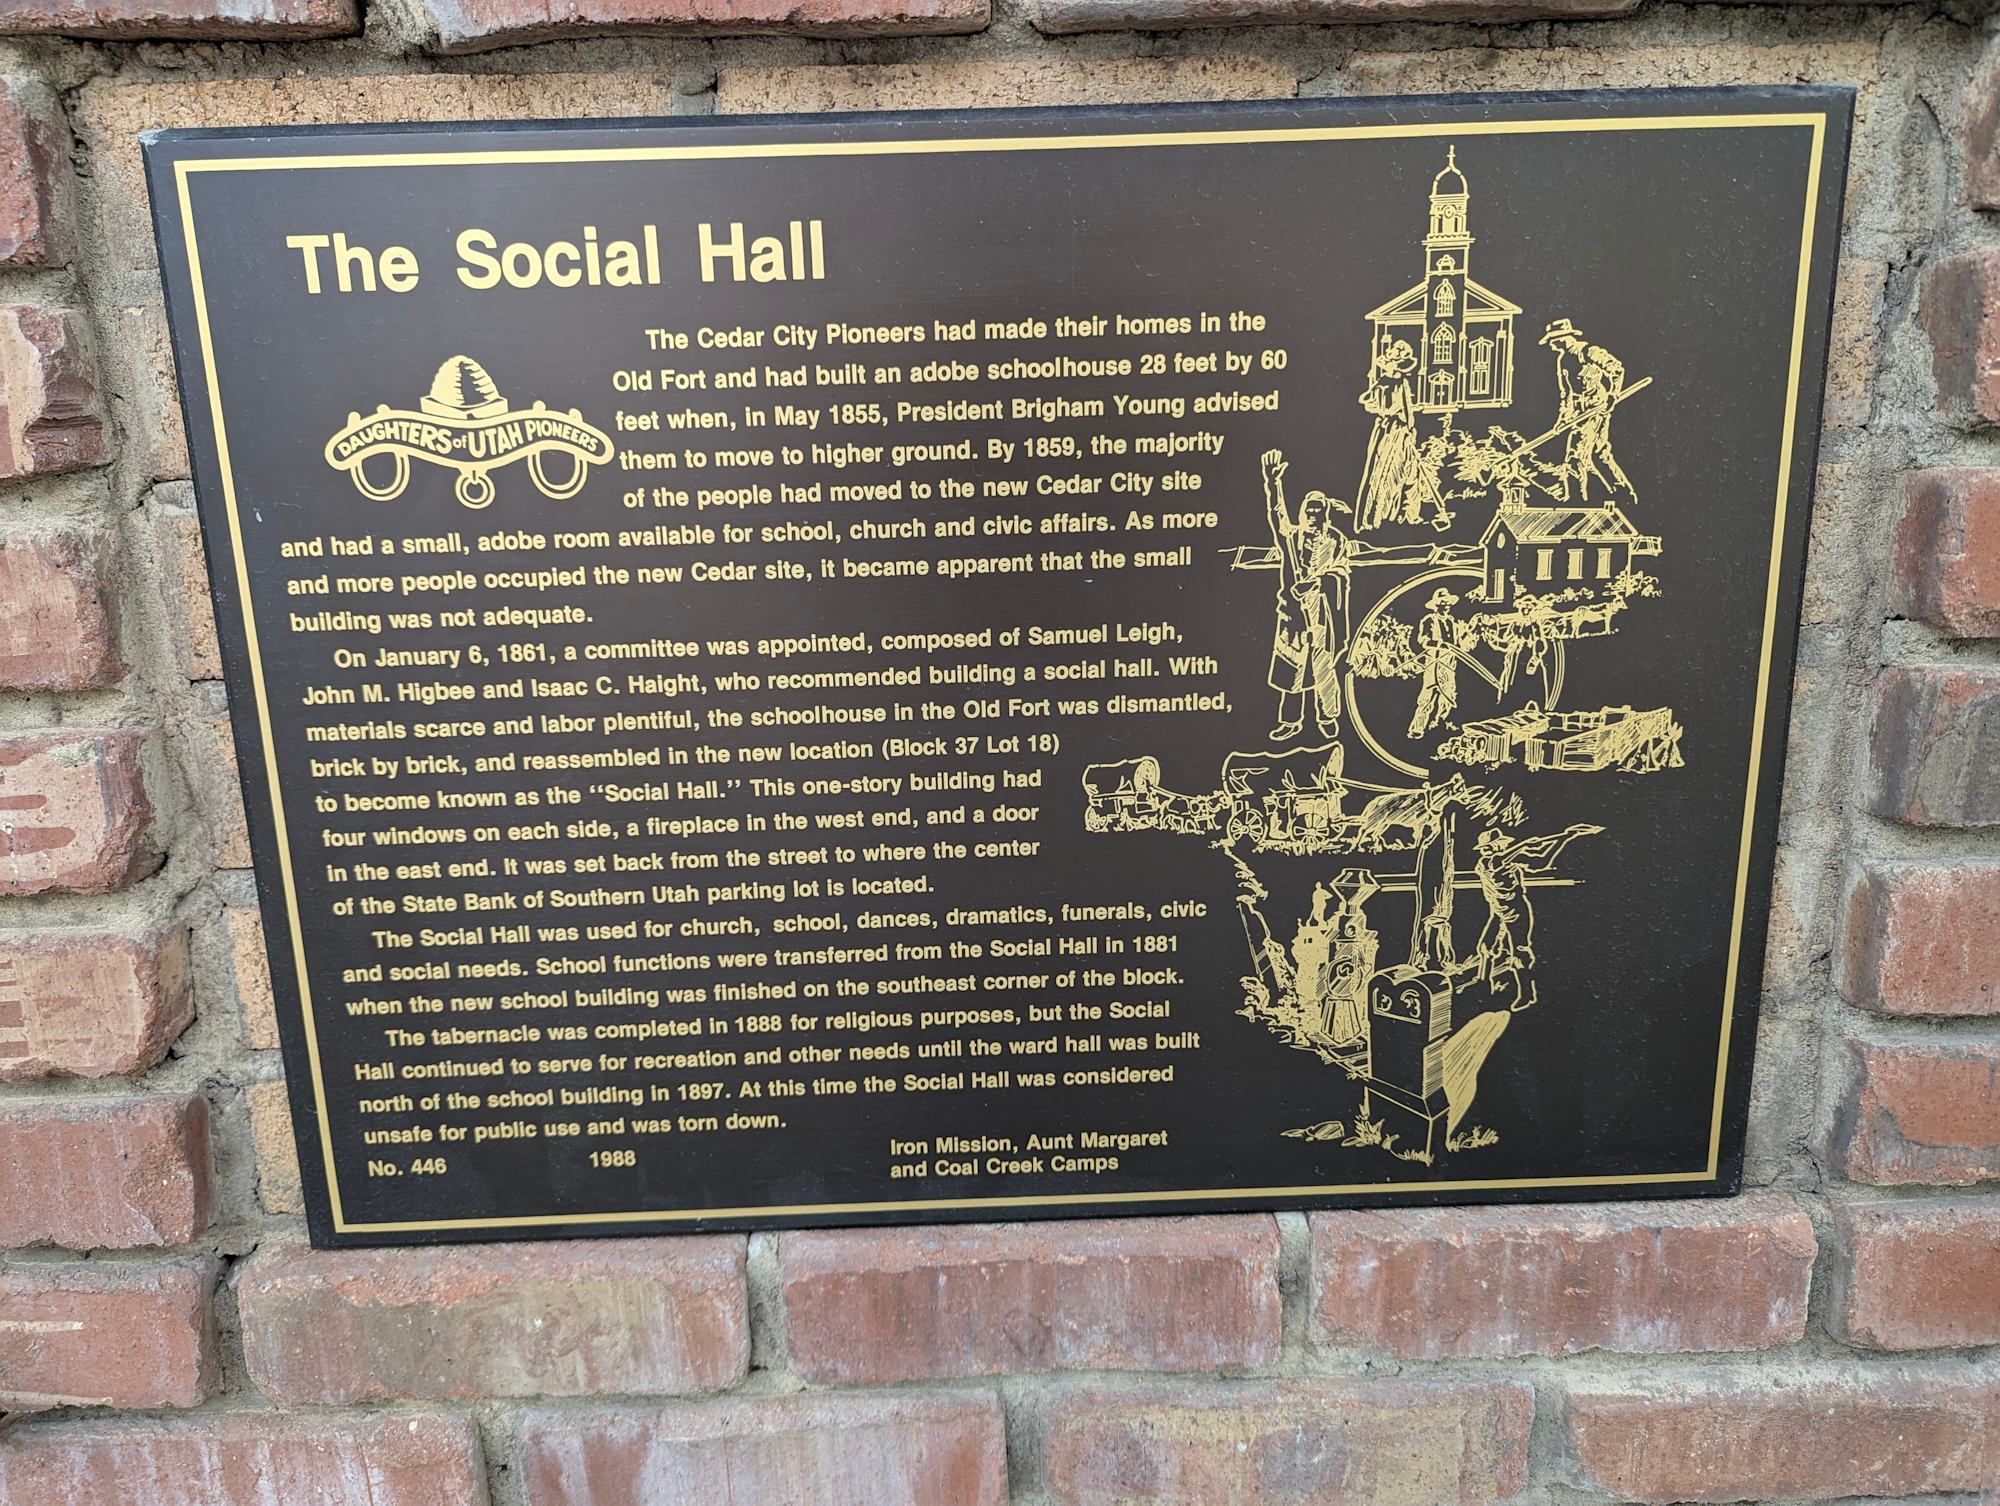 The Social Hall
DAUGHTERS of UTAH PIONEERS
The Cedar City Pioneers had made their homes in the
Old Fort and had built an adobe schoolhouse 28 feet by 60
feet when, in May 1855, President Brigham Young advised
them to move to higher ground. By 1859, the majority
of the people had moved to the new Cedar City site
and had a small, adobe room available for school, church and civic affairs. As more
and more people occupied the new Cedar site, it became apparent that the small
building was not adequate.
On January 6, 1861, a committee was appointed, composed of Samuel Leigh,
John M. Higbee and Isaac C. Haight, who recommended building a social hall. With
materials scarce and labor plentiful, the schoolhouse in the Old Fort was dismantled,
brick by brick, and reassembled in the new location (Block 37 Lot 18)
to become known as the "Social Hall." This one-story building had
four windows on each side, a fireplace in the west end, and a door
in the east end. It was set back from the street to where the center
of the State Bank of Southern Utah parking lot is located.
The Social Hall was used for church, school, dances, dramatics, funerals, civic
and social needs. School functions were transferred from the Social Hall in 1881
when the new school building was finished on the southeast corner of the block.
The tabernacle was completed in 1888 for religious purposes, but the Social
Hall continued to serve for recreation and other needs until the ward hall was built
north of the school building in 1897. At this time the Social Hall was considered
unsafe for public use and was torn down.
No. 446 1988 Iron Mission, Aunt Margaret
and Coal Creek Camps